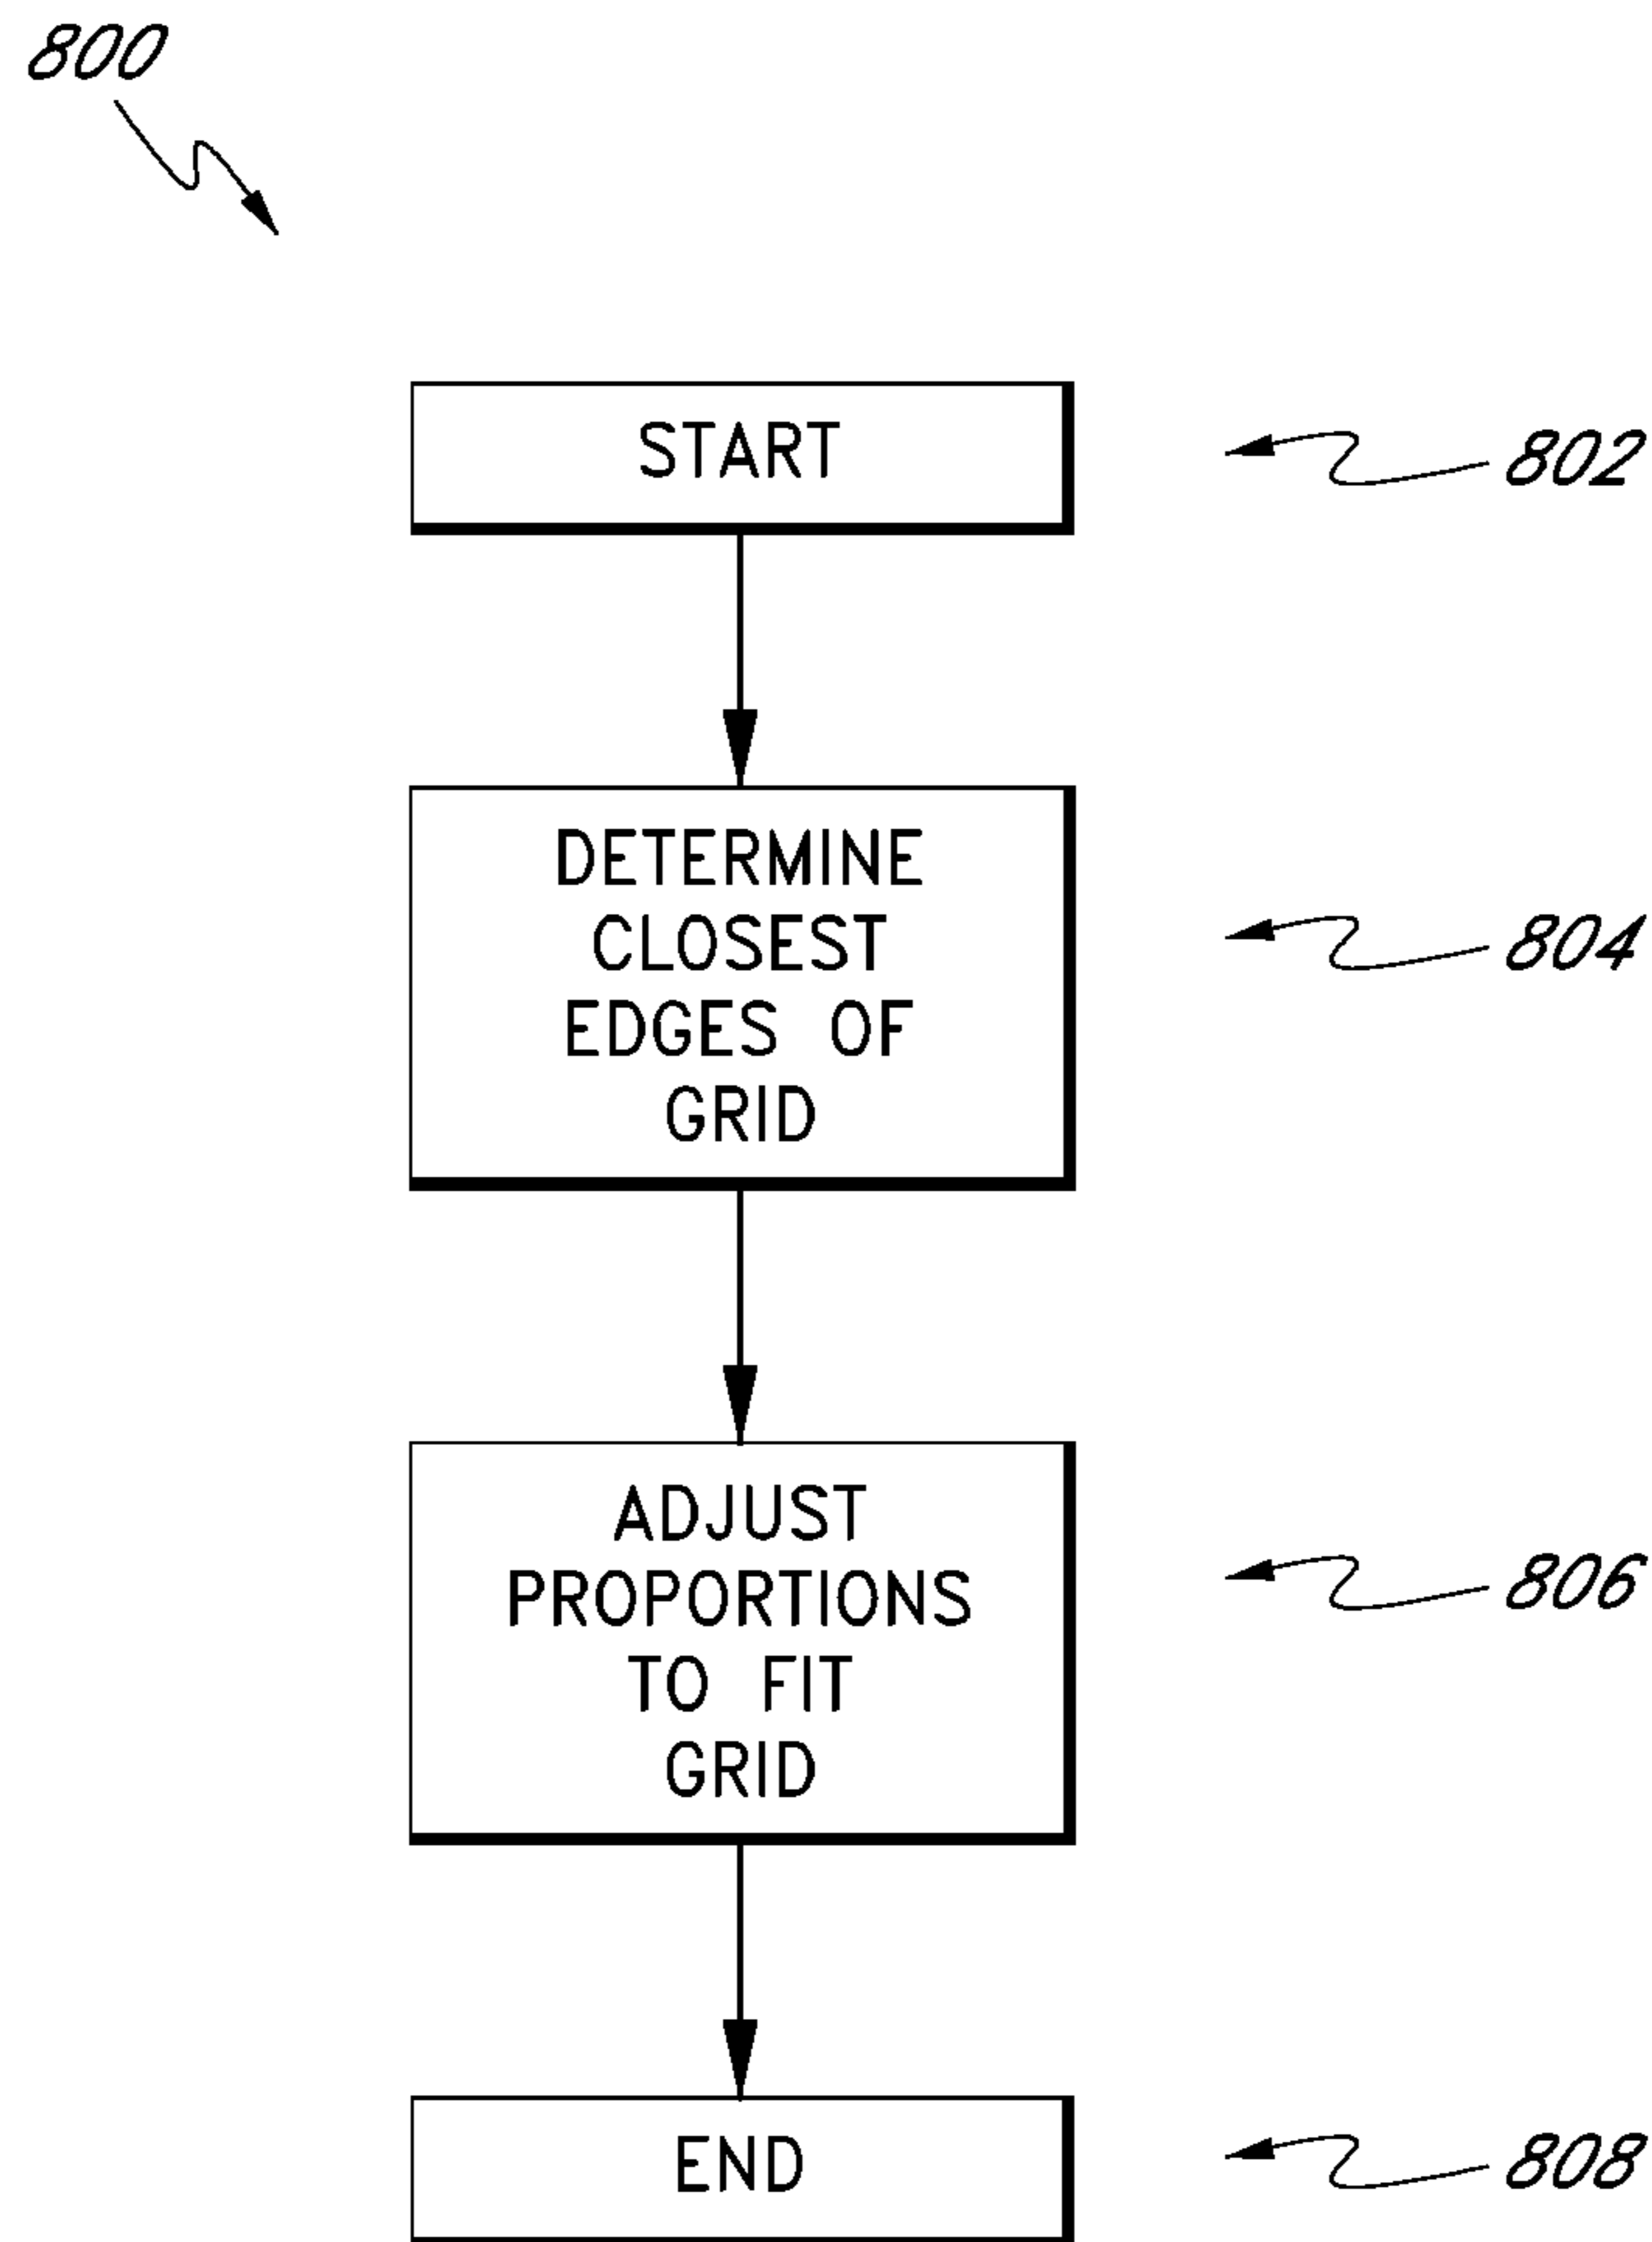 800
START
802
DETERMINE
CLOSEST
EDGES OF
GRID
804
ADJUST
PROPORTIONS
TO FIT
GRID
806
END
808